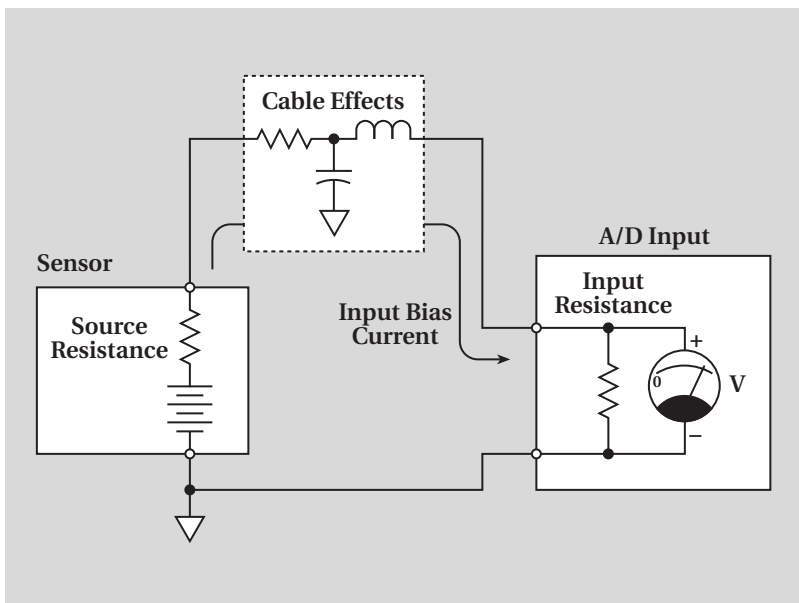 Cable Effects
A/D Input
Sensor
Input
Resistance
Input Bias
Current
Source
Resistance
+
0
V
−